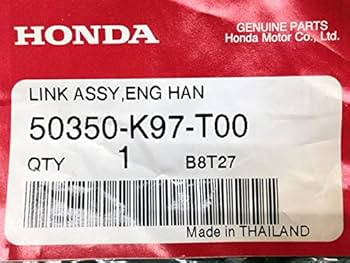 HONDA
GENUINE PARTS
Honda Motor Co., Ltd.
LINK ASSY,ENG HAN
50350-K97-T00
QTY 1 B8T27
Made in THAILAND